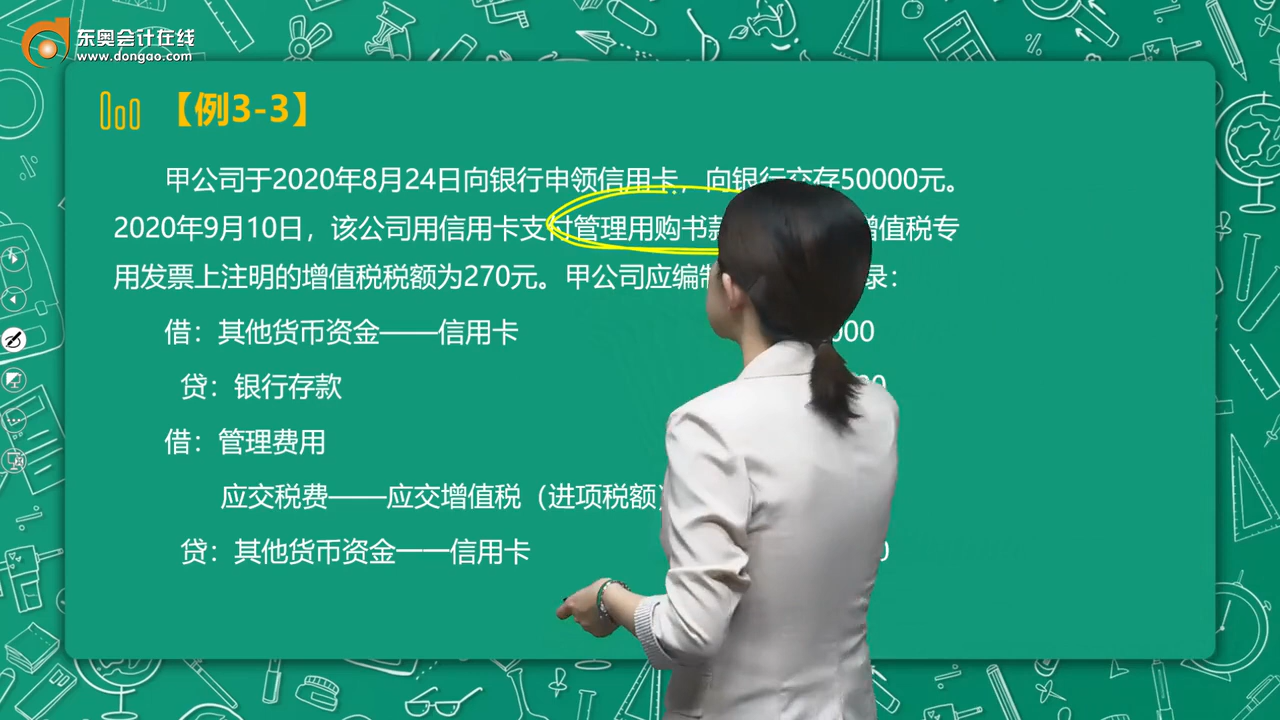 东奥会计在线
www.dongao.com
【例3-3】
甲公司于2020年8月24日向银行申领信用卡，向银行交存50000元。
2020年9月10日，该公司用信用卡支付管理用购书款 增值税专
用发票上注明的增值税税额为270元。甲公司应编制 录：
借：其他货币资金——信用卡 000
贷：银行存款
借：管理费用
应交税费——应交增值税（进项税额）
贷：其他货币资金——信用卡 0